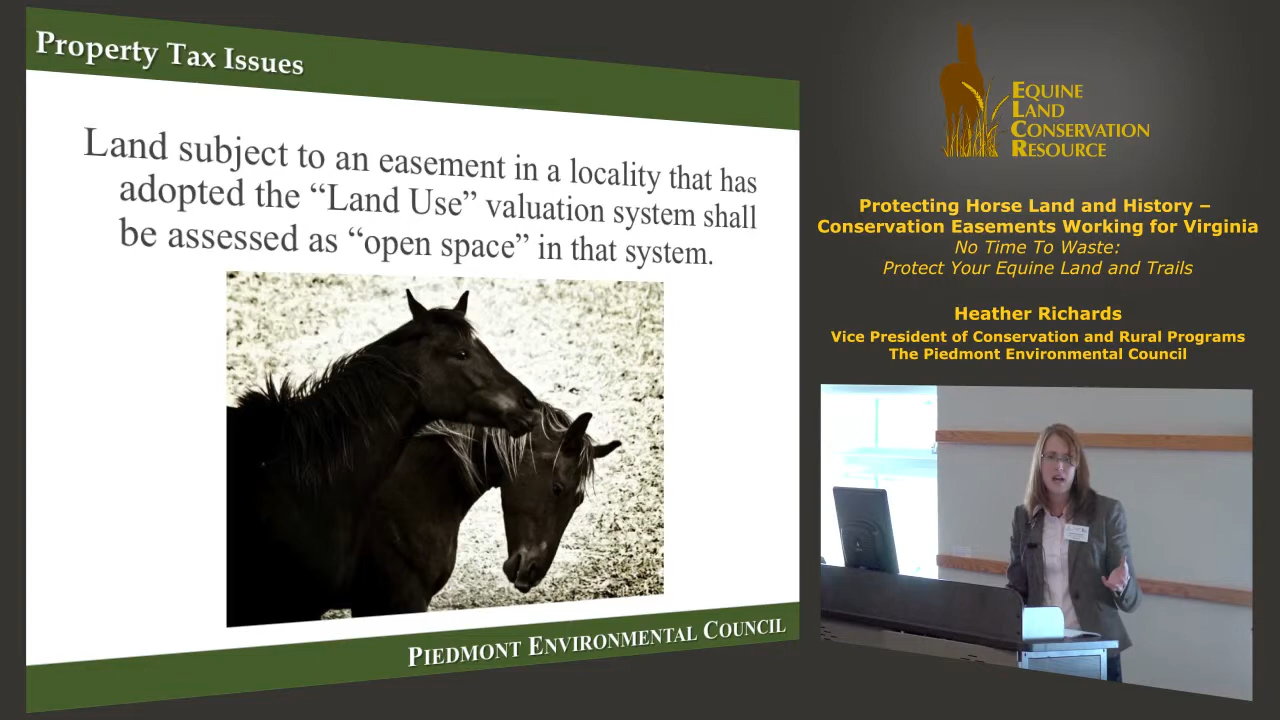 Property Tax Issues
Land subject to an easement in a locality that has
adopted the “Land Use” valuation system shall
be assessed as “open space” in that system.
PIEDMONT ENVIRONMENTAL COUNCIL
EQUINE
LAND
CONSERVATION
RESOURCE
Protecting Horse Land and History –
Conservation Easements Working for Virginia
No Time To Waste:
Protect Your Equine Land and Trails
Heather Richards
Vice President of Conservation and Rural Programs
The Piedmont Environmental Council